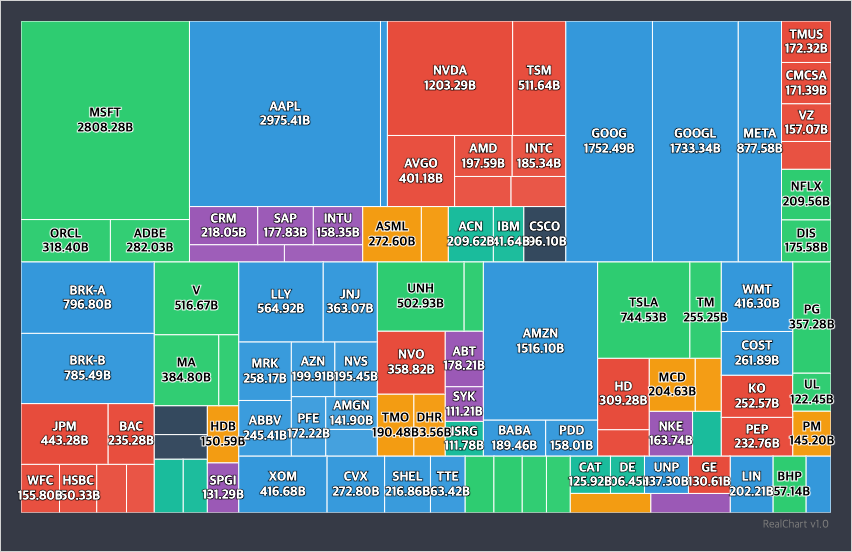 MSFT
2808.28B
AAPL
2975.41B
NVDA
1203.29B
TSM
511.64B
AVGO
401.18B
AMD
197.59B
INTC
185.34B
GOOG
1752.49B
GOOGL
1733.34B
META
877.58B
TMUS
172.32B
CMCSA
171.39B
VZ
157.07B
NFLX
209.56B
DIS
175.58B
ORCL
318.40B
ADBE
282.03B
CRM
218.05B
SAP
177.83B
INTU
158.35B
ASML
272.60B
ACN
209.62B
IBM
41.64B
CSCO
96.10B
BRK-A
796.80B
BRK-B
785.49B
V
516.67B
MA
384.80B
LLY
564.92B
JNJ
363.07B
MRK
258.17B
AZN
199.91B
NVS
195.45B
ABBV
245.41B
PFE
172.22B
AMGN
141.90B
UNH
502.93B
NVO
358.82B
ABT
178.21B
SYK
111.21B
TMO
190.48B
DHR
3.56B
ISRG
111.78B
AMZN
1516.10B
BABA
189.46B
PDD
158.01B
TSLA
744.53B
TM
255.25B
HD
309.28B
MCD
204.63B
NKE
163.74B
WMT
416.30B
COST
261.89B
KO
252.57B
PEP
232.76B
PG
357.28B
UL
122.45B
PM
145.20B
JPM
443.28B
BAC
235.28B
WFC
155.80B
HSBC
50.33B
HDB
150.59B
SPGI
131.29B
XOM
416.68B
CVX
272.80B
SHEL
216.86B
TTE
63.42B
CAT
125.92B
DE
06.45B
UNP
137.30B
GE
130.61B
LIN
202.21B
BHP
57.14B
RealChart v1.0